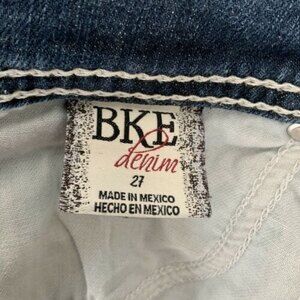 BKE
denim
27
MADE IN MEXICO
HECHO EN MEXICO